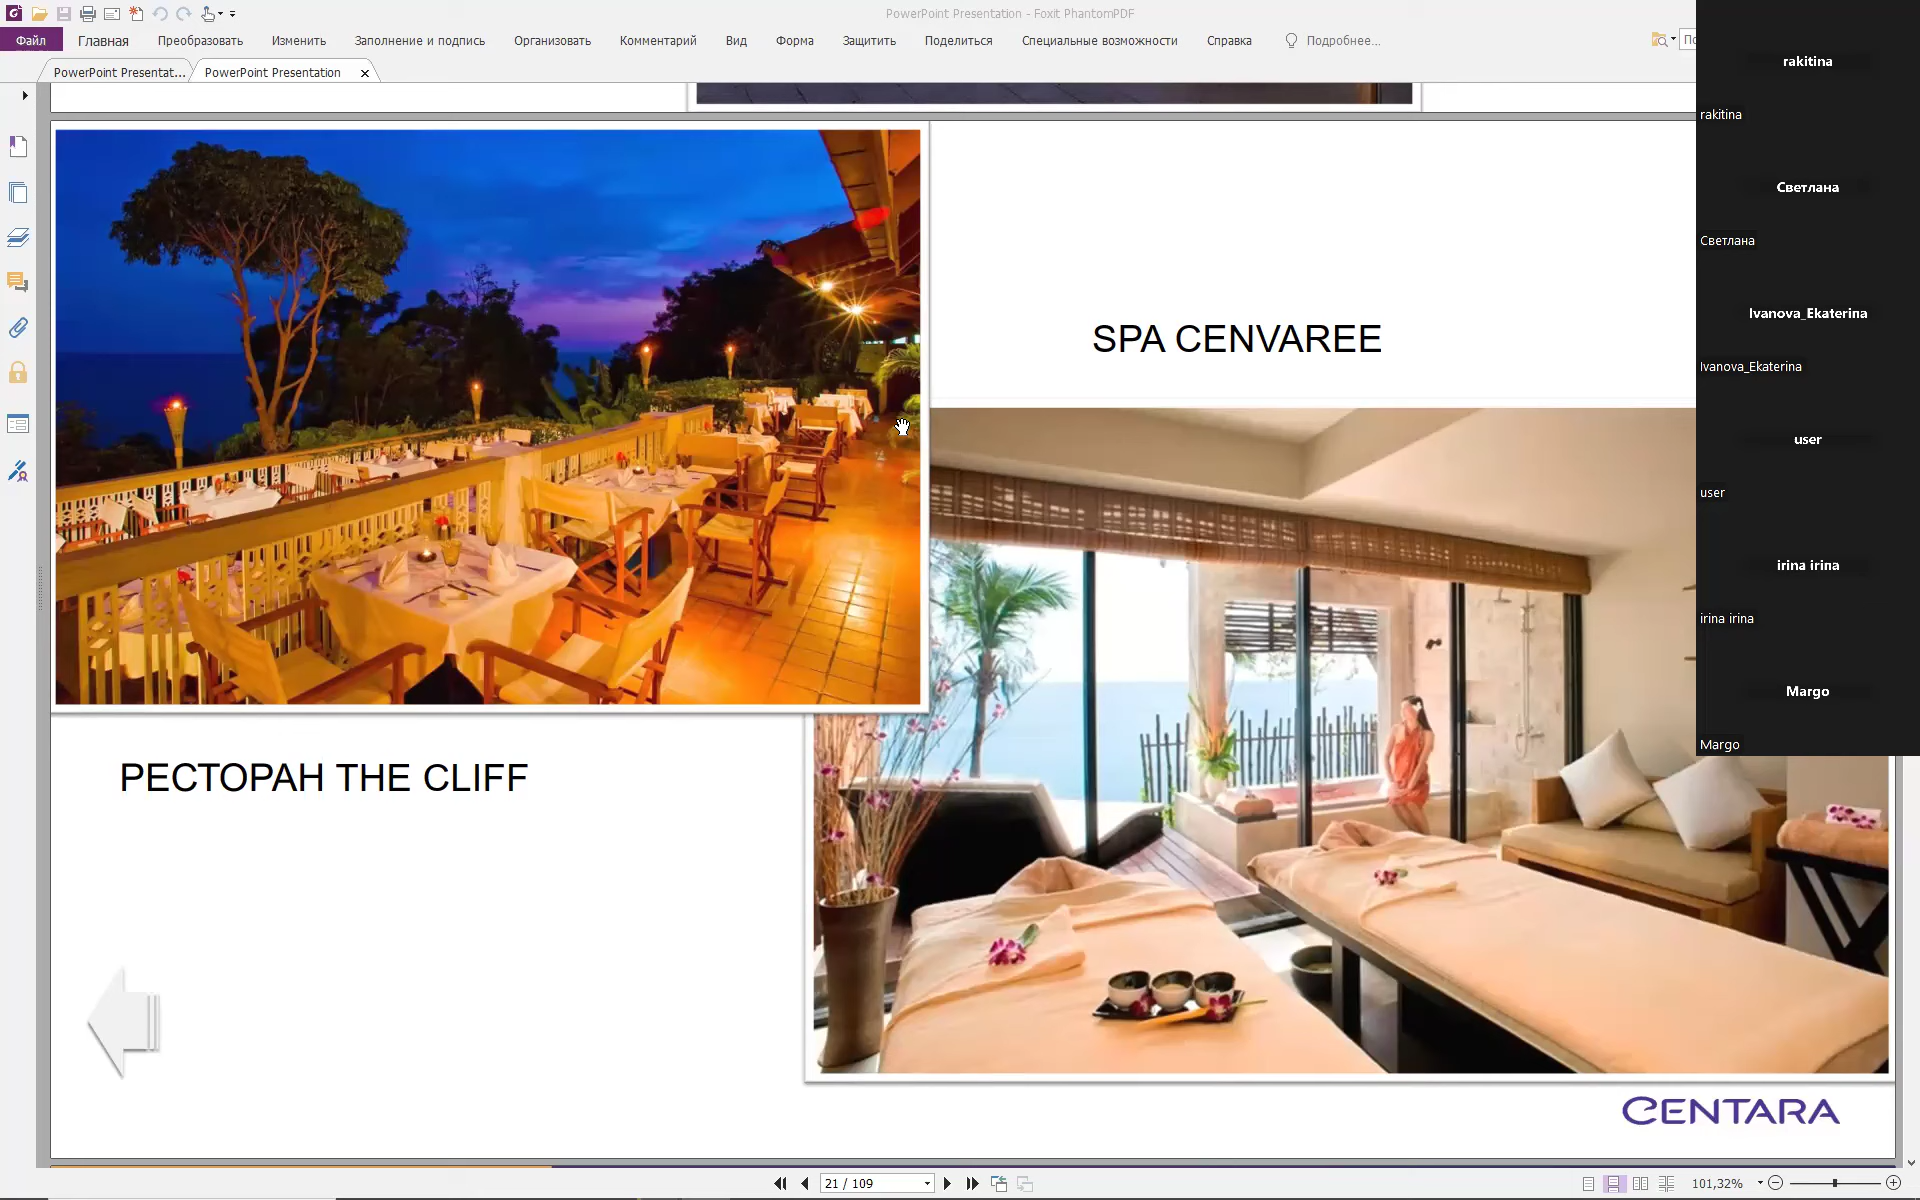 PowerPoint Presentation - Foxit PhantomPDF
Файл Главная Преобразовать Изменить Заполнение и подпись Организовать Комментарий Вид Форма Защитить Поделиться Специальные возможности Справка Подробнее...
PowerPoint Presentat... PowerPoint Presentation
SPA CENVAREE
РЕСТОРАН THE CLIFF
CENTARA
21 / 109
101,32%
rakitina
rakitina
Светлана
Светлана
Ivanova_Ekaterina
Ivanova_Ekaterina
user
user
irina irina
irina irina
Margo
Margo